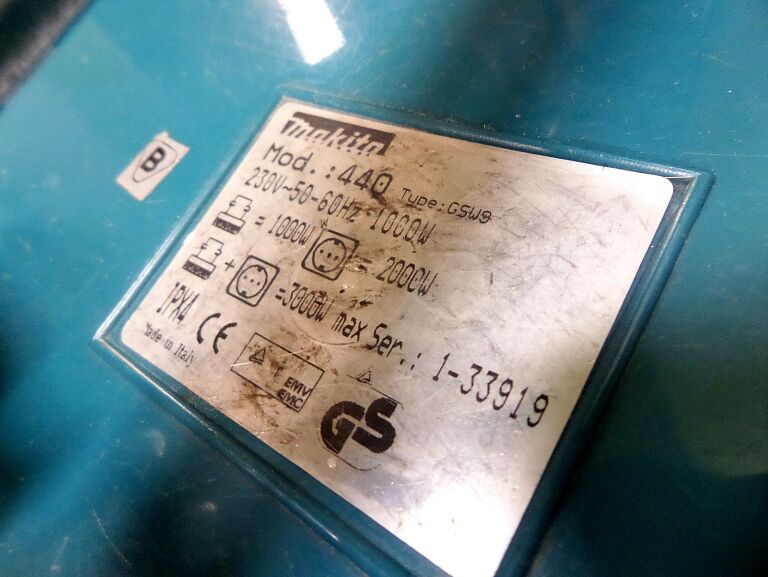 B
makita
Mod.:440 Type:GSW9
230V~50-60Hz 1000W
= 1000W = 2000W
+ =3000W max Ser.: 1-33919
IPX4 CE
Made in Italy
EMV
EMC
GS